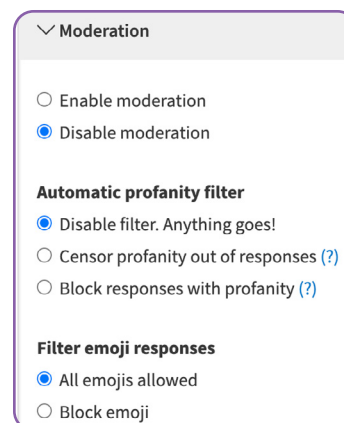 Moderation
Enable moderation
Disable moderation
Automatic profanity filter
Disable filter. Anything goes!
Censor profanity out of responses (?)
Block responses with profanity (?)
Filter emoji responses
All emojis allowed
Block emoji